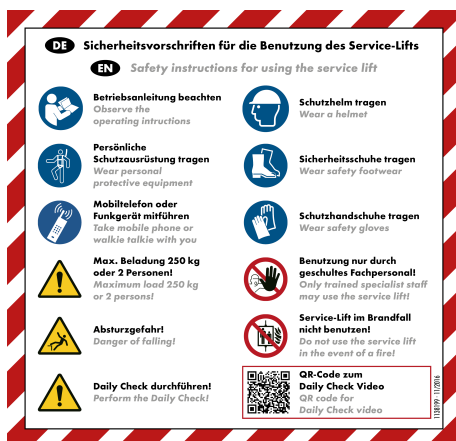 DE Sicherheitsvorschriften für die Benutzung des Service-Lifts
EN Safety instructions for using the service lift
Betriebsanleitung beachten
Observe the
operating intructions
Schutzhelm tragen
Wear a helmet
Persönliche
Schutzausrüstung tragen
Wear personal
protective equipment
Sicherheitsschuhe tragen
Wear safety footwear
Mobiltelefon oder
Funkgerät mitführen
Take mobile phone or
walkie talkie with you
Schutzhandschuhe tragen
Wear safety gloves
Max. Beladung 250 kg
oder 2 Personen!
Maximum load 250 kg
or 2 persons!
Benutzung nur durch
geschultes Fachpersonal!
Only trained specialist staff
may use the service lift!
Absturzgefahr!
Danger of falling!
Service-Lift im Brandfall
nicht benutzen!
Do not use the service lift
in the event of a fire!
Daily Check durchführen!
Perform the Daily Check!
QR-Code zum
Daily Check Video
QR code for
Daily Check video
1138199 - 11/2016